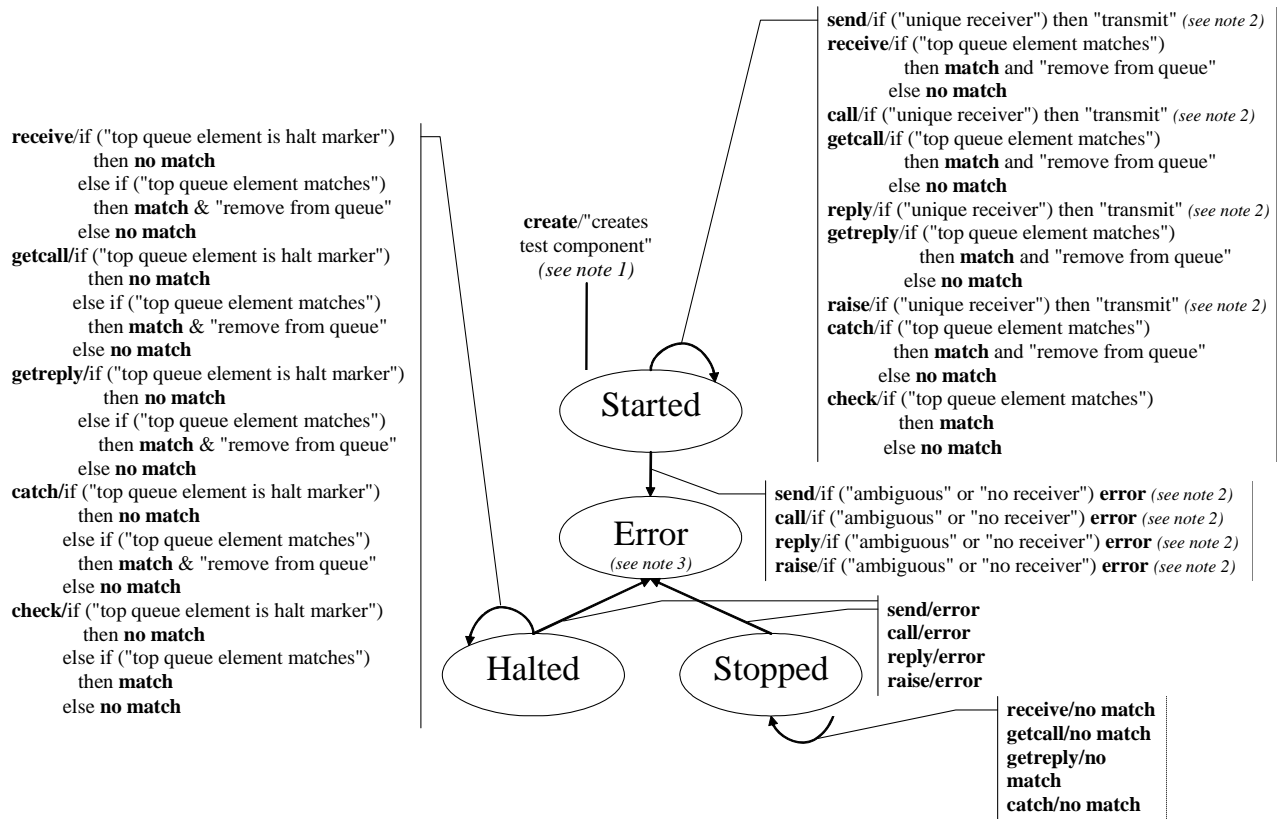 send/if ("unique receiver") then "transmit" (see note 2)
receive/if ("top queue element matches")
then match and "remove from queue"
else no match
call/if ("unique receiver") then "transmit" (see note 2)
getcall/if ("top queue element matches")
then match and "remove from queue"
else no match
reply/if ("unique receiver") then "transmit" (see note 2)
getreply/if ("top queue element matches")
then match and "remove from queue"
else no match
raise/if ("unique receiver") then "transmit" (see note 2)
catch/if ("top queue element matches")
then match and "remove from queue"
else no match
check/if ("top queue element matches")
then match
else no match
receive/if ("top queue element is halt marker")
then no match
else if ("top queue element matches")
then match & "remove from queue"
else no match
getcall/if ("top queue element is halt marker")
then no match
else if ("top queue element matches")
then match & "remove from queue"
else no match
getreply/if ("top queue element is halt marker")
then no match
else if ("top queue element matches")
then match & "remove from queue"
else no match
catch/if ("top queue element is halt marker")
then no match
else if ("top queue element matches")
then match & "remove from queue"
else no match
check/if ("top queue element is halt marker")
then no match
else if ("top queue element matches")
then match
else no match
create/"creates
test component"
(see note 1)
Started
Error
(see note 3)
send/if ("ambiguous" or "no receiver") error (see note 2)
call/if ("ambiguous" or "no receiver") error (see note 2)
reply/if ("ambiguous" or "no receiver") error (see note 2)
raise/if ("ambiguous" or "no receiver") error (see note 2)
Halted
Stopped
send/error
call/error
reply/error
raise/error
receive/no match
getcall/no match
getreply/no
match
catch/no match